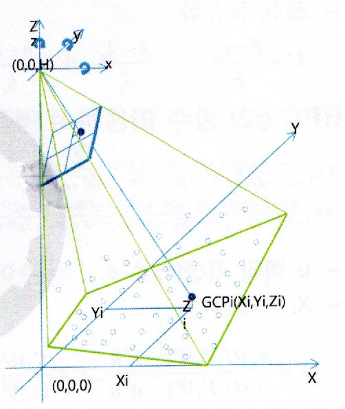 Z
z
y
(0,0,H)
x
Y
Yi
Z
i
GCPi(Xi,Yi,Zi)
(0,0,0)
Xi
X